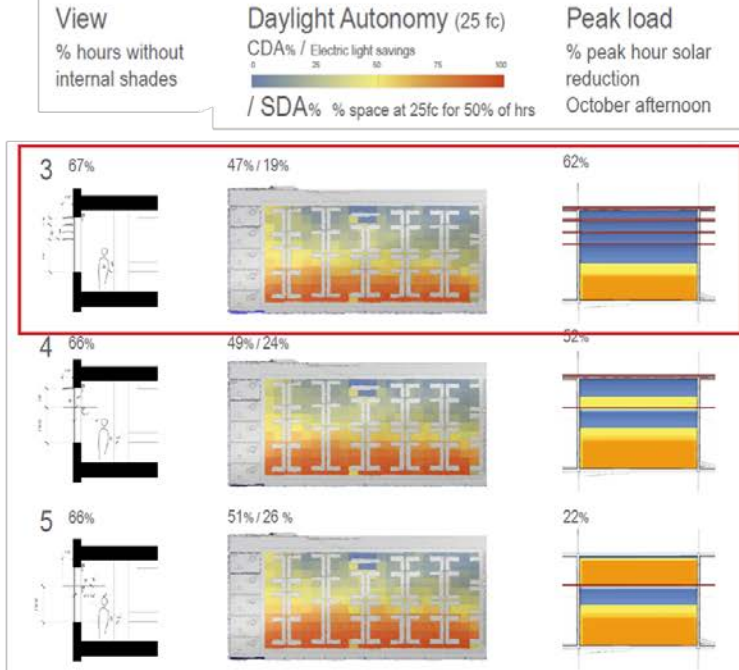 View
% hours without
internal shades
Daylight Autonomy (25 fc)
CDA% / Electric light savings
0 25 50 75 100
/ SDA% % space at 25fc for 50% of hrs
Peak load
% peak hour solar
reduction
October afternoon
3 67% 47% / 19% 62%
4 66% 49% / 24% 52%
5 66% 51% / 26 % 22%